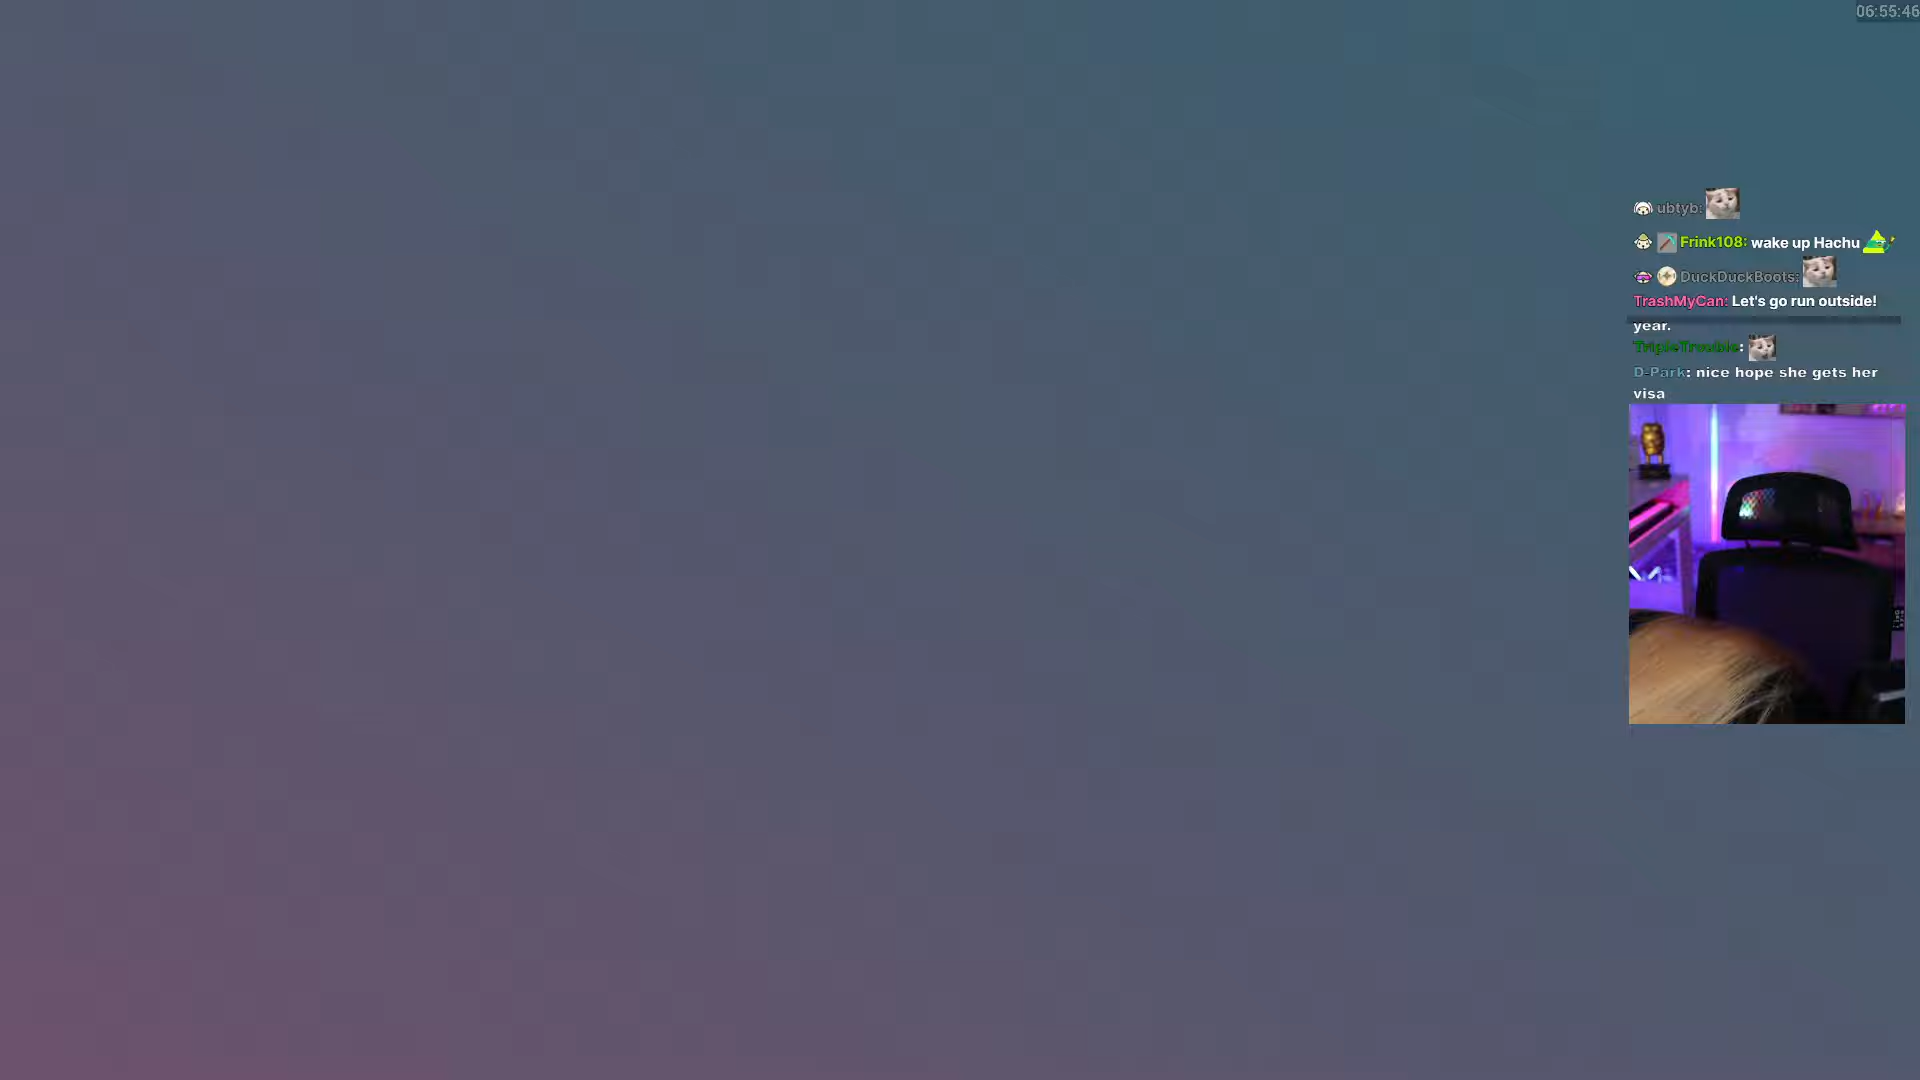 06:55:46
ubtyb:
Frink108: wake up Hachu
DuckDuckBoots:
TrashMyCan: Let's go run outside!
year.
TripleTrouble:
D-Park: nice hope she gets her
visa